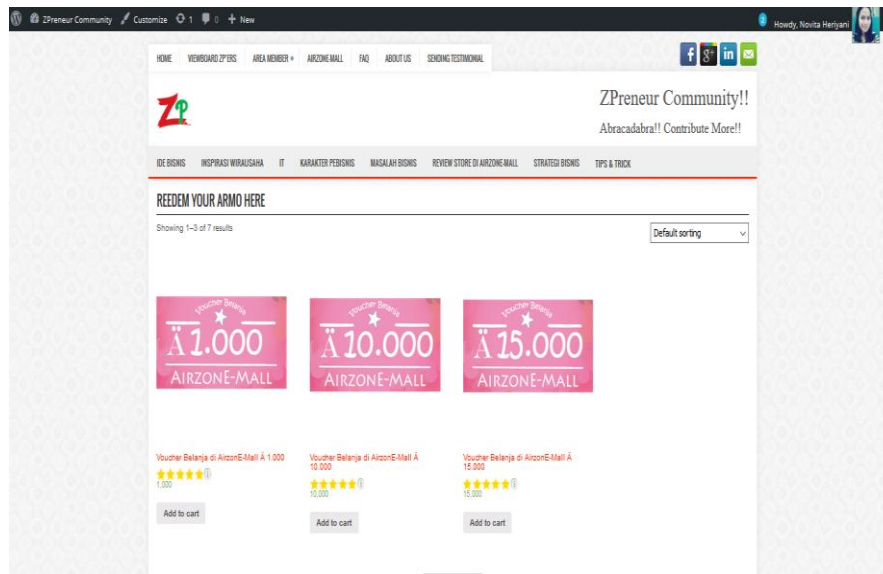 ZPreneur Community Customize 1 0 + New
2 Howdy, Novita Heriyani
HOME VIEWBOARD ZP'ERS AREA MEMBER AIRZONE-MALL FAQ ABOUT US SENDING TESTIMONIAL
f g+ in
ZP
ZPreneur Community!!
Abracadabra!! Contribute More!!
IDE BISNIS INSPIRASI WIRAUSAHA IT KARAKTER PEBISNIS MASALAH BISNIS REVIEW STORE DI AIRZONE-MALL STRATEGI BISNIS TIPS & TRICK
REEDEM YOUR ARMO HERE
Showing 1–3 of 7 results
Default sorting
Voucher Belanja
Ä 1.000
AIRZONE-MALL
Voucher Belanja
Ä 10.000
AIRZONE-MALL
Voucher Belanja
Ä 15.000
AIRZONE-MALL
Voucher Belanja di AirzonE-Mall Ä 1.000
1,000
Add to cart
Voucher Belanja di AirzonE-Mall Ä
10.000
10,000
Add to cart
Voucher Belanja di AirzonE-Mall Ä
15.000
15,000
Add to cart